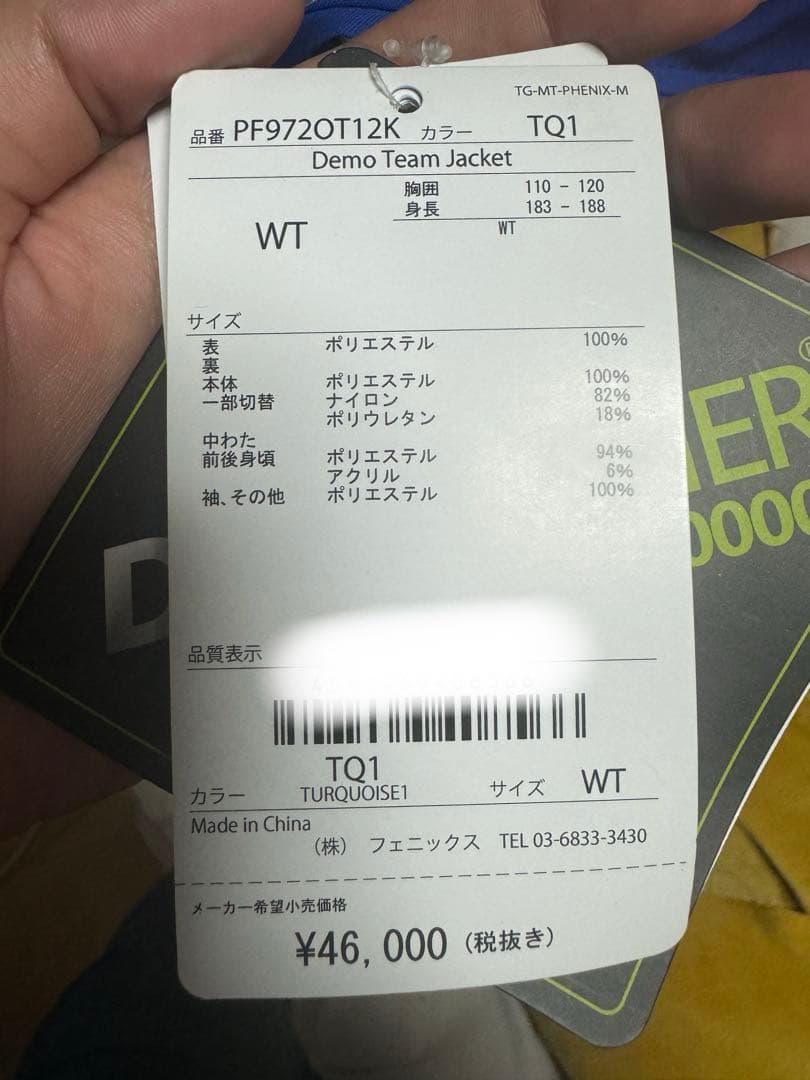 TG-MT-PHENIX-M
品番 PF972OT12K カラー TQ1
Demo Team Jacket
胸囲 110 - 120
身長 183 - 188
WT
WT
サイズ
表 ポリエステル 100%
裏
本体 ポリエステル 100%
一部切替 ナイロン 82%
ポリウレタン 18%
中わた
前後身頃 ポリエステル 94%
アクリル 6%
袖、その他 ポリエステル 100%
品質表示
TQ1
カラー TURQUOISE1 サイズ WT
Made in China
(株) フェニックス TEL 03-6833-3430
メーカー希望小売価格
¥46,000 (税抜き)